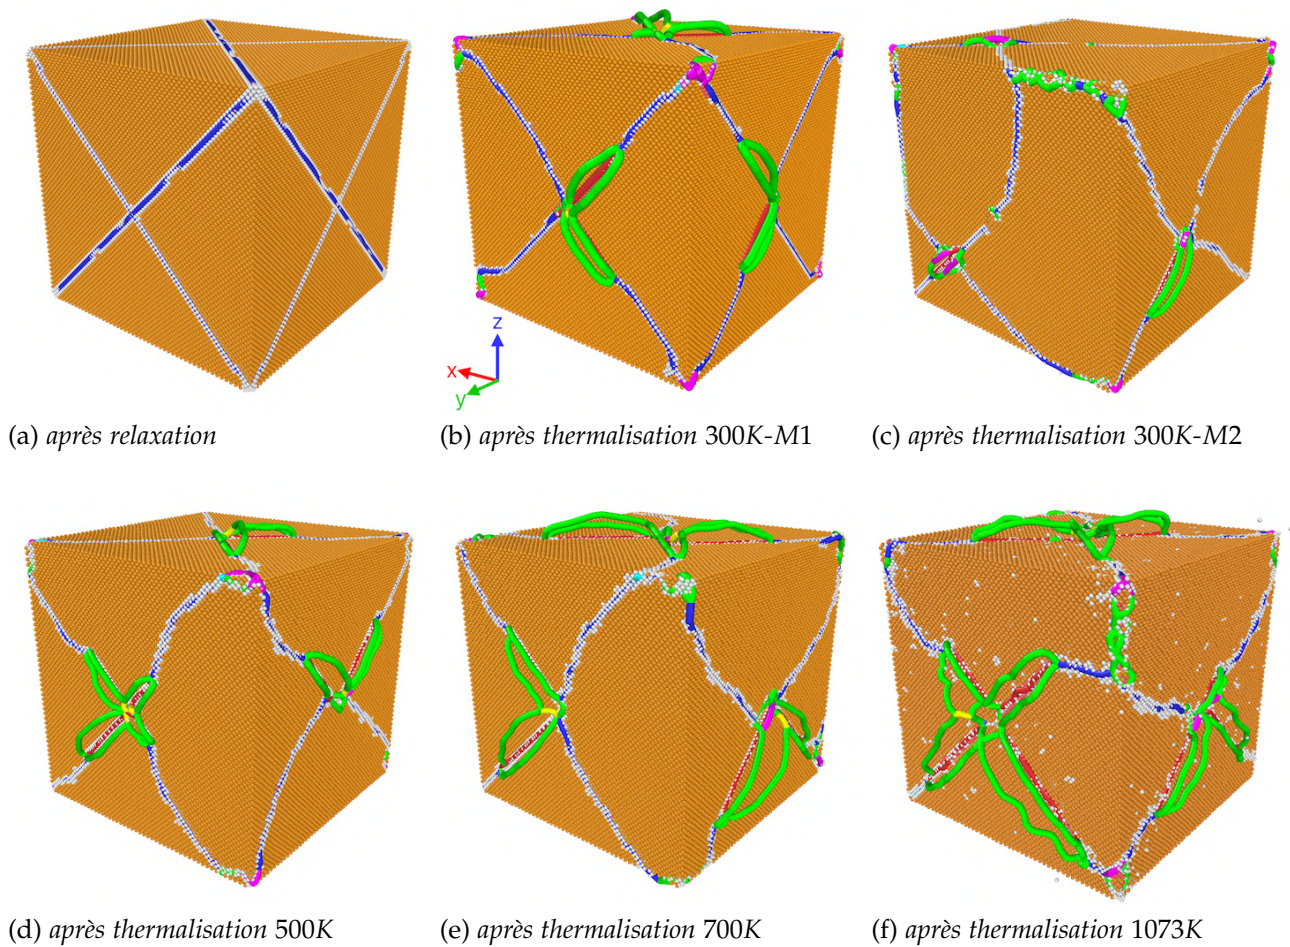 z
x
y
(a) après relaxation
(b) après thermalisation 300K-M1
(c) après thermalisation 300K-M2
(d) après thermalisation 500K
(e) après thermalisation 700K
(f) après thermalisation 1073K